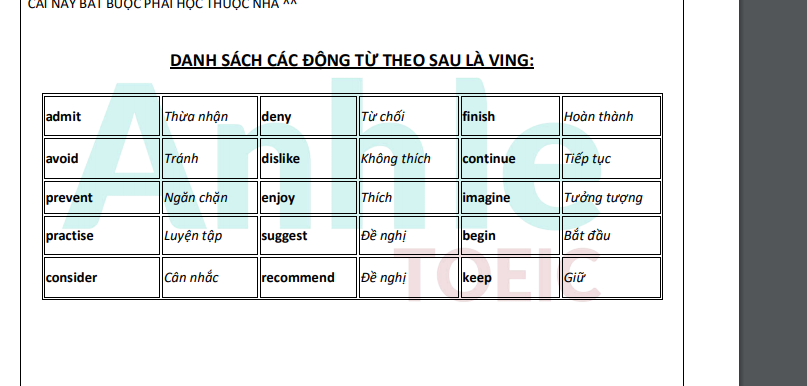 CÁI NÀY BẮT BUỘC PHẢI HỌC THUỘC NHA ^^
DANH SÁCH CÁC ĐỘNG TỪ THEO SAU LÀ VING:
admit Thừa nhận deny Từ chối finish Hoàn thành
avoid Tránh dislike Không thích continue Tiếp tục
prevent Ngăn chặn enjoy Thích imagine Tưởng tượng
practise Luyện tập suggest Đề nghị begin Bắt đầu
consider Cân nhắc recommend Đề nghị keep Giữ
Anhle
TOEIC